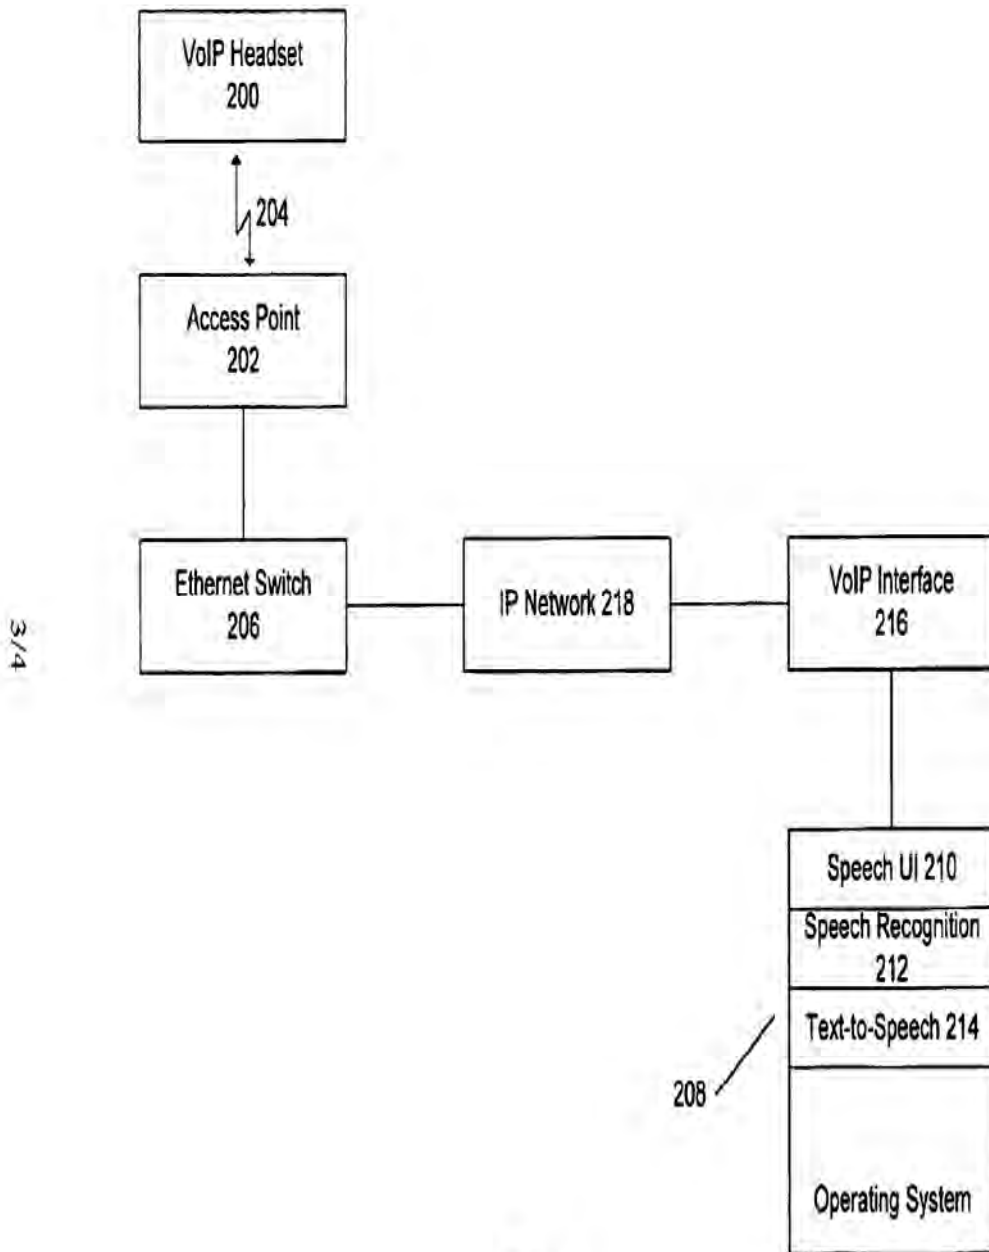 VoIP Headset
200
204
Access Point
202
Ethernet Switch
206
IP Network 218
VoIP Interface
216
3/4
Speech UI 210
Speech Recognition
212
Text-to-Speech 214
208
Operating System